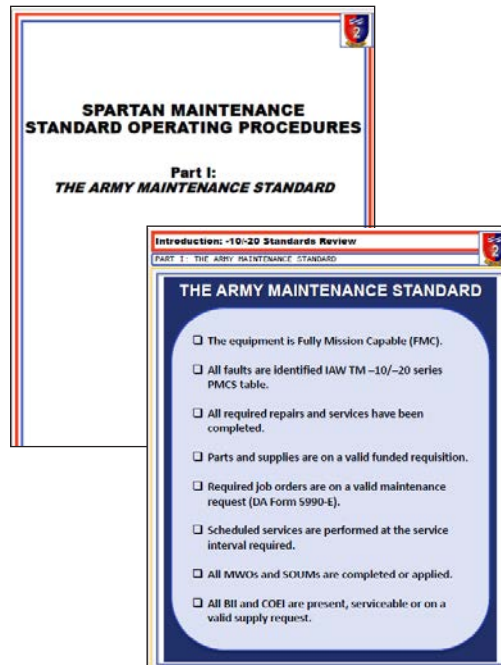 2
SPARTAN MAINTENANCE
STANDARD OPERATING PROCEDURES
Part I:
THE ARMY MAINTENANCE STANDARD
Introduction: -10/-20 Standards Review
2
PART I: THE ARMY MAINTENANCE STANDARD
THE ARMY MAINTENANCE STANDARD
☐ The equipment is Fully Mission Capable (FMC).
☐ All faults are identified IAW TM –10/–20 series
PMCS table.
☐ All required repairs and services have been
completed.
☐ Parts and supplies are on a valid funded requisition.
☐ Required job orders are on a valid maintenance
request (DA Form 5990-E).
☐ Scheduled services are performed at the service
interval required.
☐ All MWOs and SOUMs are completed or applied.
☐ All BII and COEI are present, serviceable or on a
valid supply request.